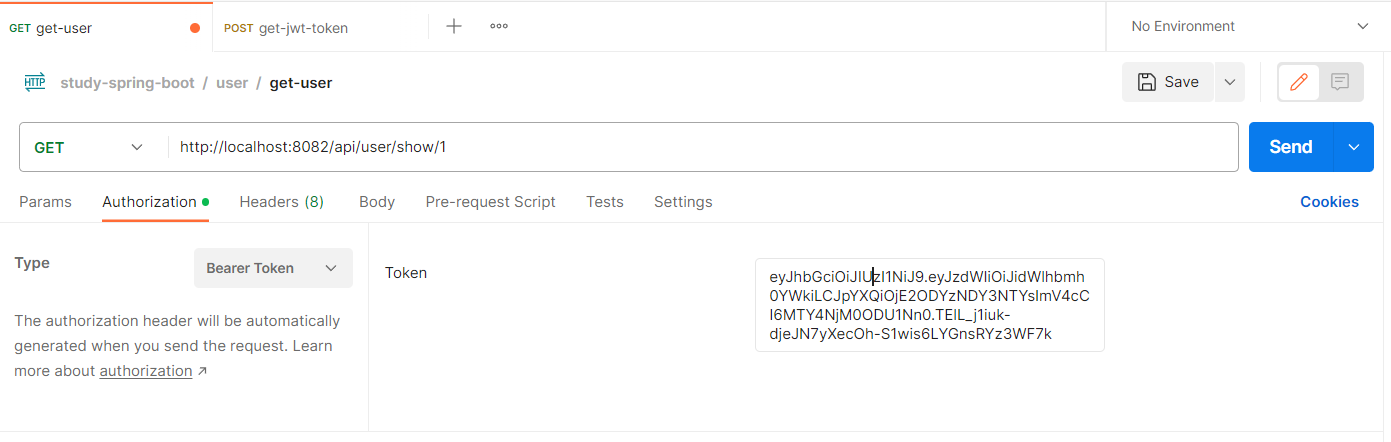 GET get-user
POST get-jwt-token
No Environment
HTTP
study-spring-boot / user / get-user
Save
GET
http://localhost:8082/api/user/show/1
Send
Params
Authorization
Headers (8)
Body
Pre-request Script
Tests
Settings
Cookies
Type
Bearer Token
The authorization header will be automatically
generated when you send the request. Learn
more about authorization ↗
Token
eyJhbGciOiJIUzI1NiJ9.eyJzdWIiOiJidWlhbmh
0YWkiLCJpYXQiOjE2ODYzNDY3NTYsImV4cC
I6MTY4NjM0ODU1Nn0.TEIL_j1iuk-
djeJN7yXecOh-S1wis6LYGnsRYz3WF7k